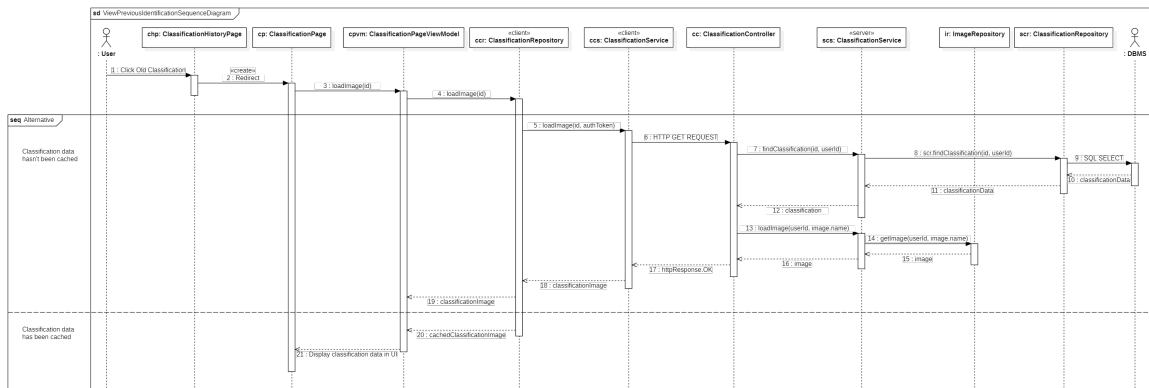 sd ViewPreviousIdentificationSequenceDiagram
: User
chp: ClassificationHistoryPage
cp: ClassificationPage
cpvm: ClassificationPageViewModel
«client»
ccr: ClassificationRepository
«client»
ccs: ClassificationService
cc: ClassificationController
«server»
scs: ClassificationService
ir: ImageRepository
scr: ClassificationRepository
: DBMS
1 : Click Old Classification
«create»
2 : Redirect
3 : loadImage(id)
4 : loadImage(id)
seq Alternative
Classification data
hasn't been cached
5 : loadImage(id, authToken)
6 : HTTP GET REQUEST
7 : findClassification(id, userId)
8 : scr.findClassification(id, userId)
9 : SQL SELECT
10 : classificationData
11 : classificationData
12 : classification
13 : loadImage(userId, image.name)
14 : getImage(userId, image.name)
15 : image
16 : image
17 : httpResponse.OK
18 : classificationImage
19 : classificationImage
Classification data
has been cached
20 : cachedClassificationImage
21 : Display classification data in UI